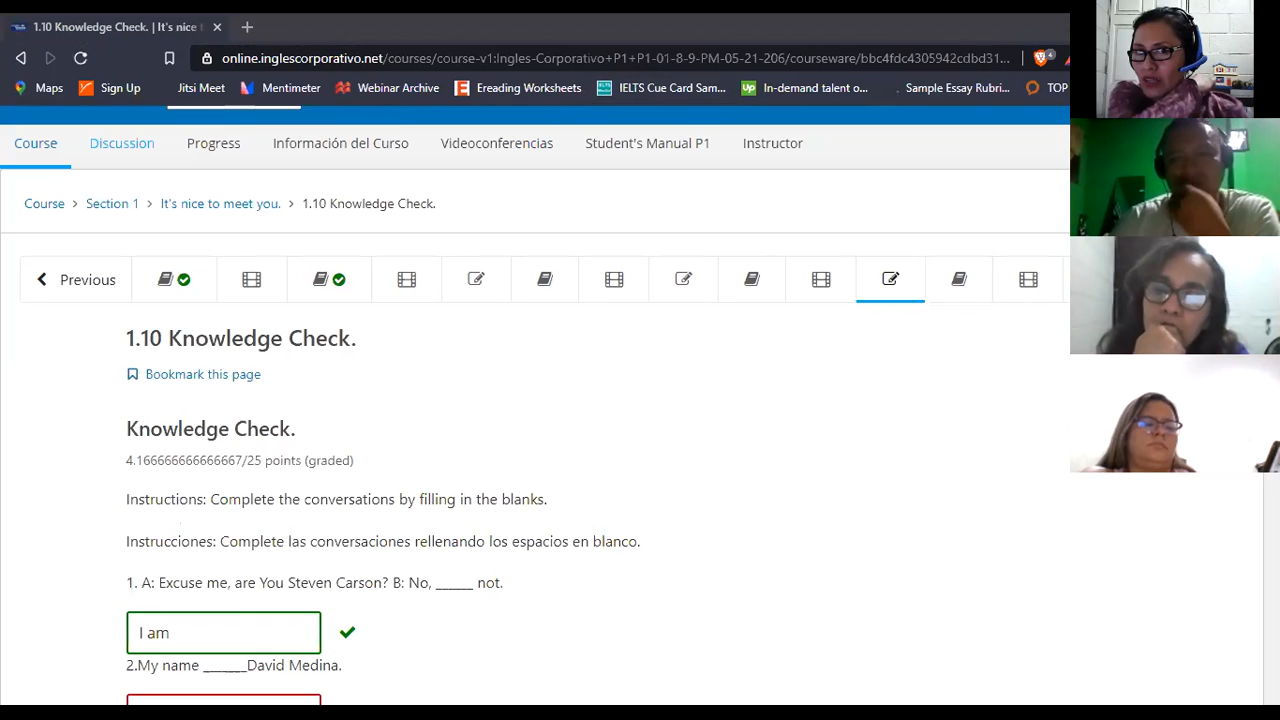 1.10 Knowledge Check. | It's nice t
online.inglescorporativo.net/courses/course-v1:Ingles-Corporativo+P1+P1-01-8-9-PM-05-21-206/courseware/bbc4fdc4305942cdbd31...
Maps Sign Up Jitsi Meet Mentimeter Webinar Archive Ereading Worksheets IELTS Cue Card Sam... In-demand talent o... Sample Essay Rubri... TOP
Course Discussion Progress Información del Curso Videoconferencias Student's Manual P1 Instructor
Course > Section 1 > It's nice to meet you. > 1.10 Knowledge Check.
Previous
1.10 Knowledge Check.
Bookmark this page
Knowledge Check.
4.166666666666667/25 points (graded)
Instructions: Complete the conversations by filling in the blanks.
Instrucciones: Complete las conversaciones rellenando los espacios en blanco.
1. A: Excuse me, are You Steven Carson? B: No, ______ not.
I am
2.My name _______David Medina.